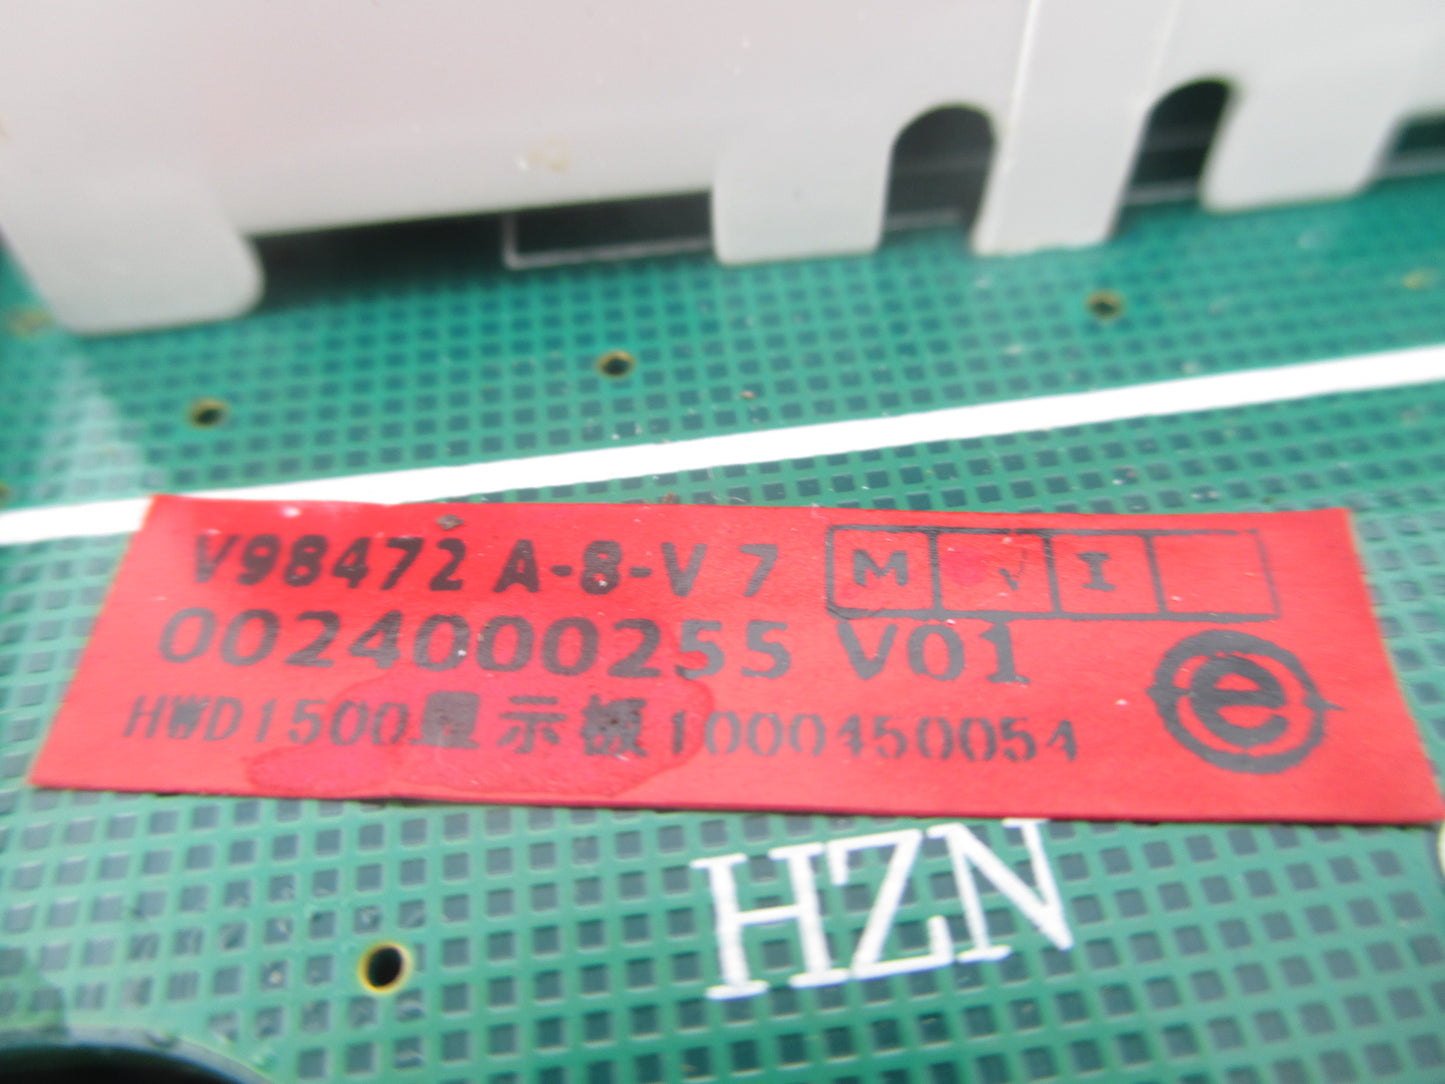 V98472 A-8-V 7 M √ I
0024000255 V01
HWD1500显示板1000450054
e
HZN